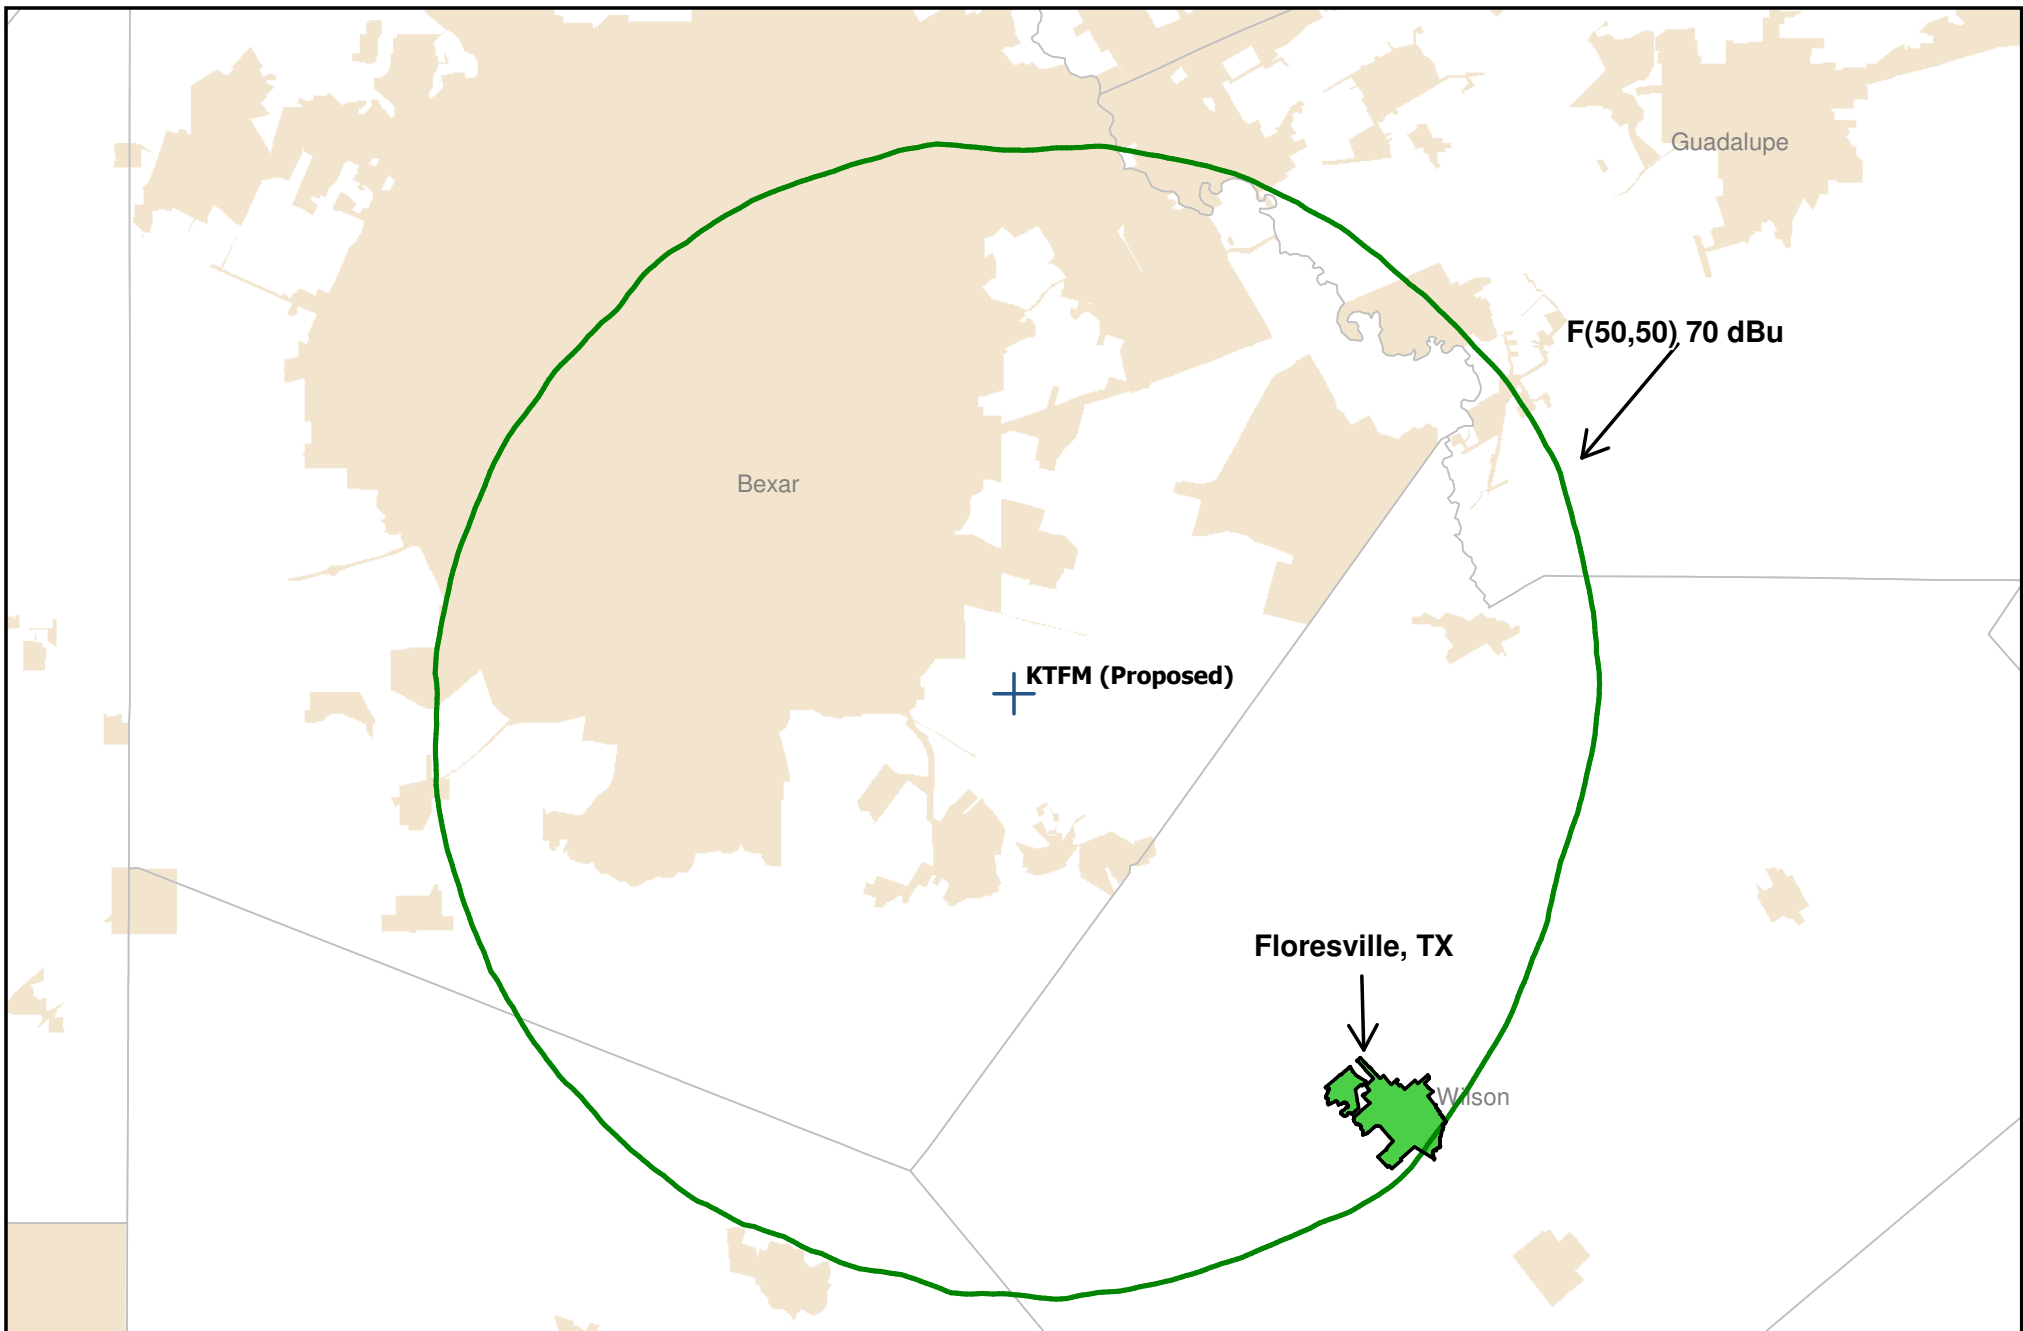 Guadalupe
F(50,50) 70 dBu
Bexar
KTFM (Proposed)
Floresville, TX
Wilson